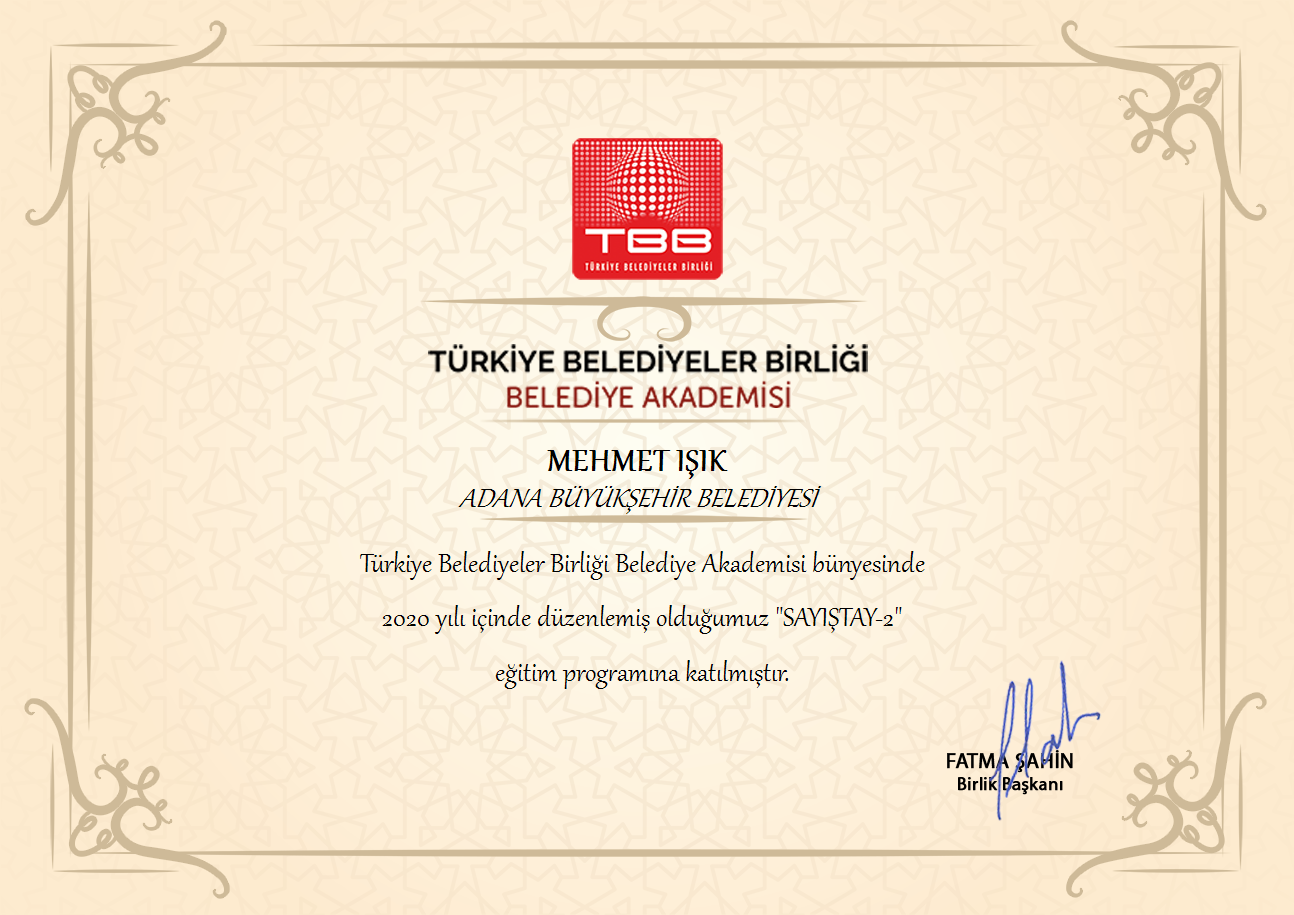 TBB
TÜRKİYE BELEDİYELER BİRLİĞİ
TÜRKİYE BELEDİYELER BİRLİĞİ
BELEDİYE AKADEMİSİ
MEHMET IŞIK
ADANA BÜYÜKŞEHİR BELEDİYESİ
Türkiye Belediyeler Birliği Belediye Akademisi bünyesinde
2020 yılı içinde düzenlemiş olduğumuz "SAYIŞTAY-2"
eğitim programına katılmıştır.
FATMA ŞAHİN
Birlik Başkanı